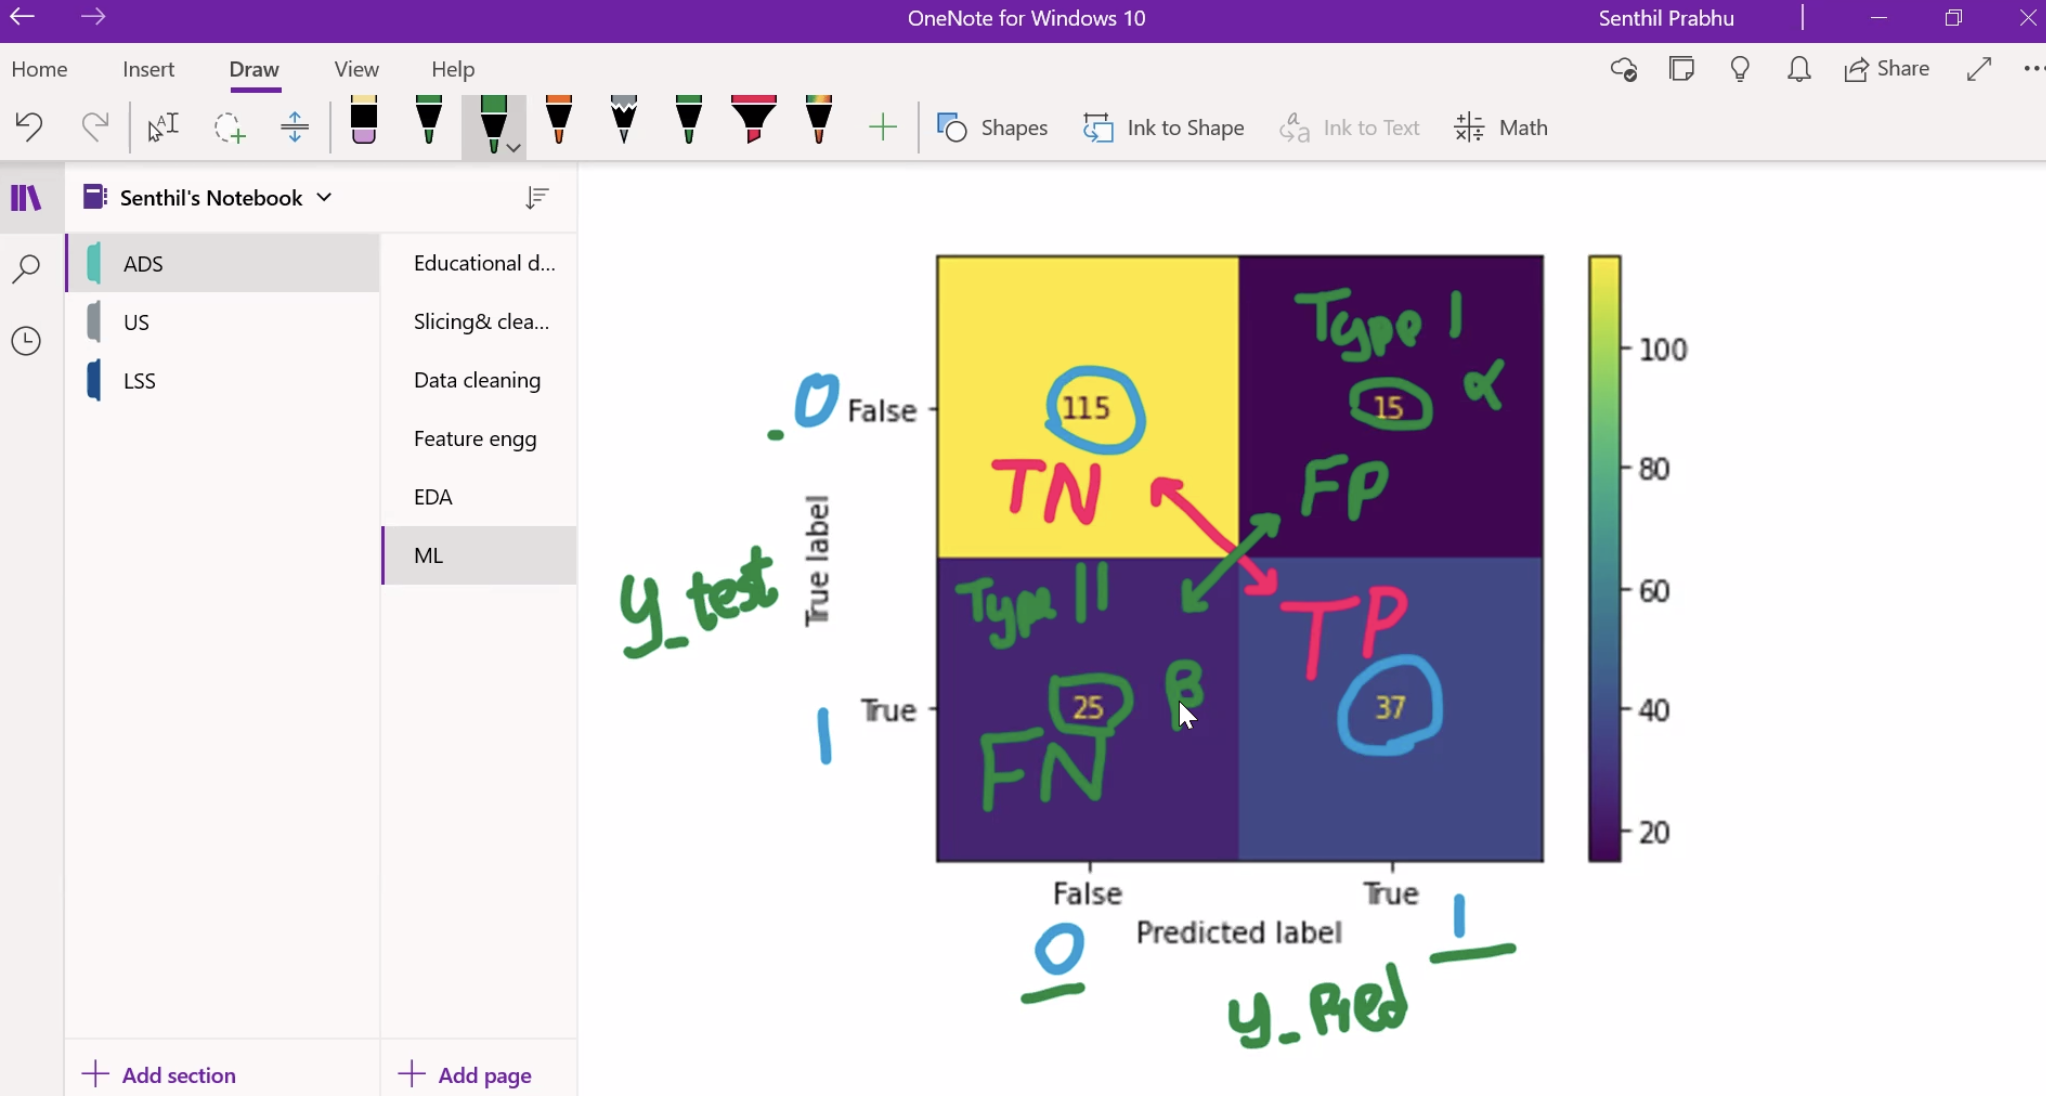 OneNote for Windows 10
Senthil Prabhu
Home Insert Draw View Help
Share
Shapes Ink to Shape Ink to Text Math
Senthil's Notebook
ADS
US
LSS
Educational d...
Slicing& clea...
Data cleaning
Feature engg
EDA
ML
Add section
Add page
Type I
0 False 115 15 α
TN FP
True label
y_test
Type II
TP
True 25 β 37
1
FN
False True
0 Predicted label 1
y_Pred
100
80
60
40
20